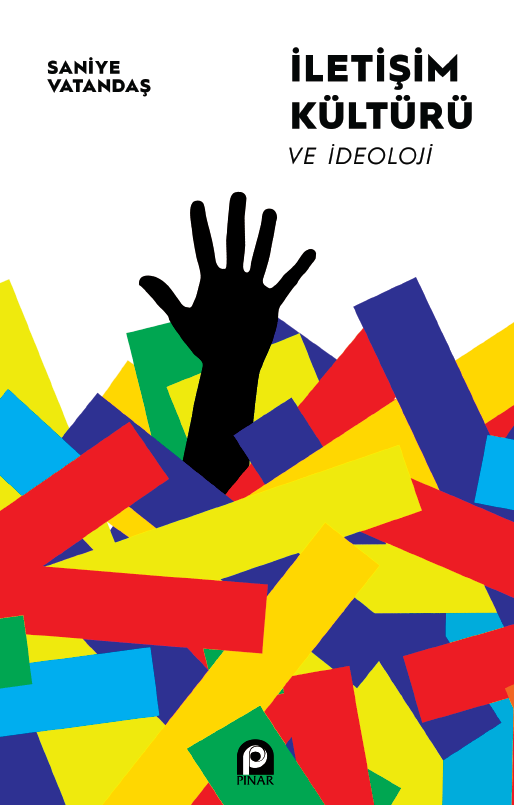 SANİYE
VATANDAŞ
İLETİŞİM
KÜLTÜRÜ
VE İDEOLOJİ
PINAR